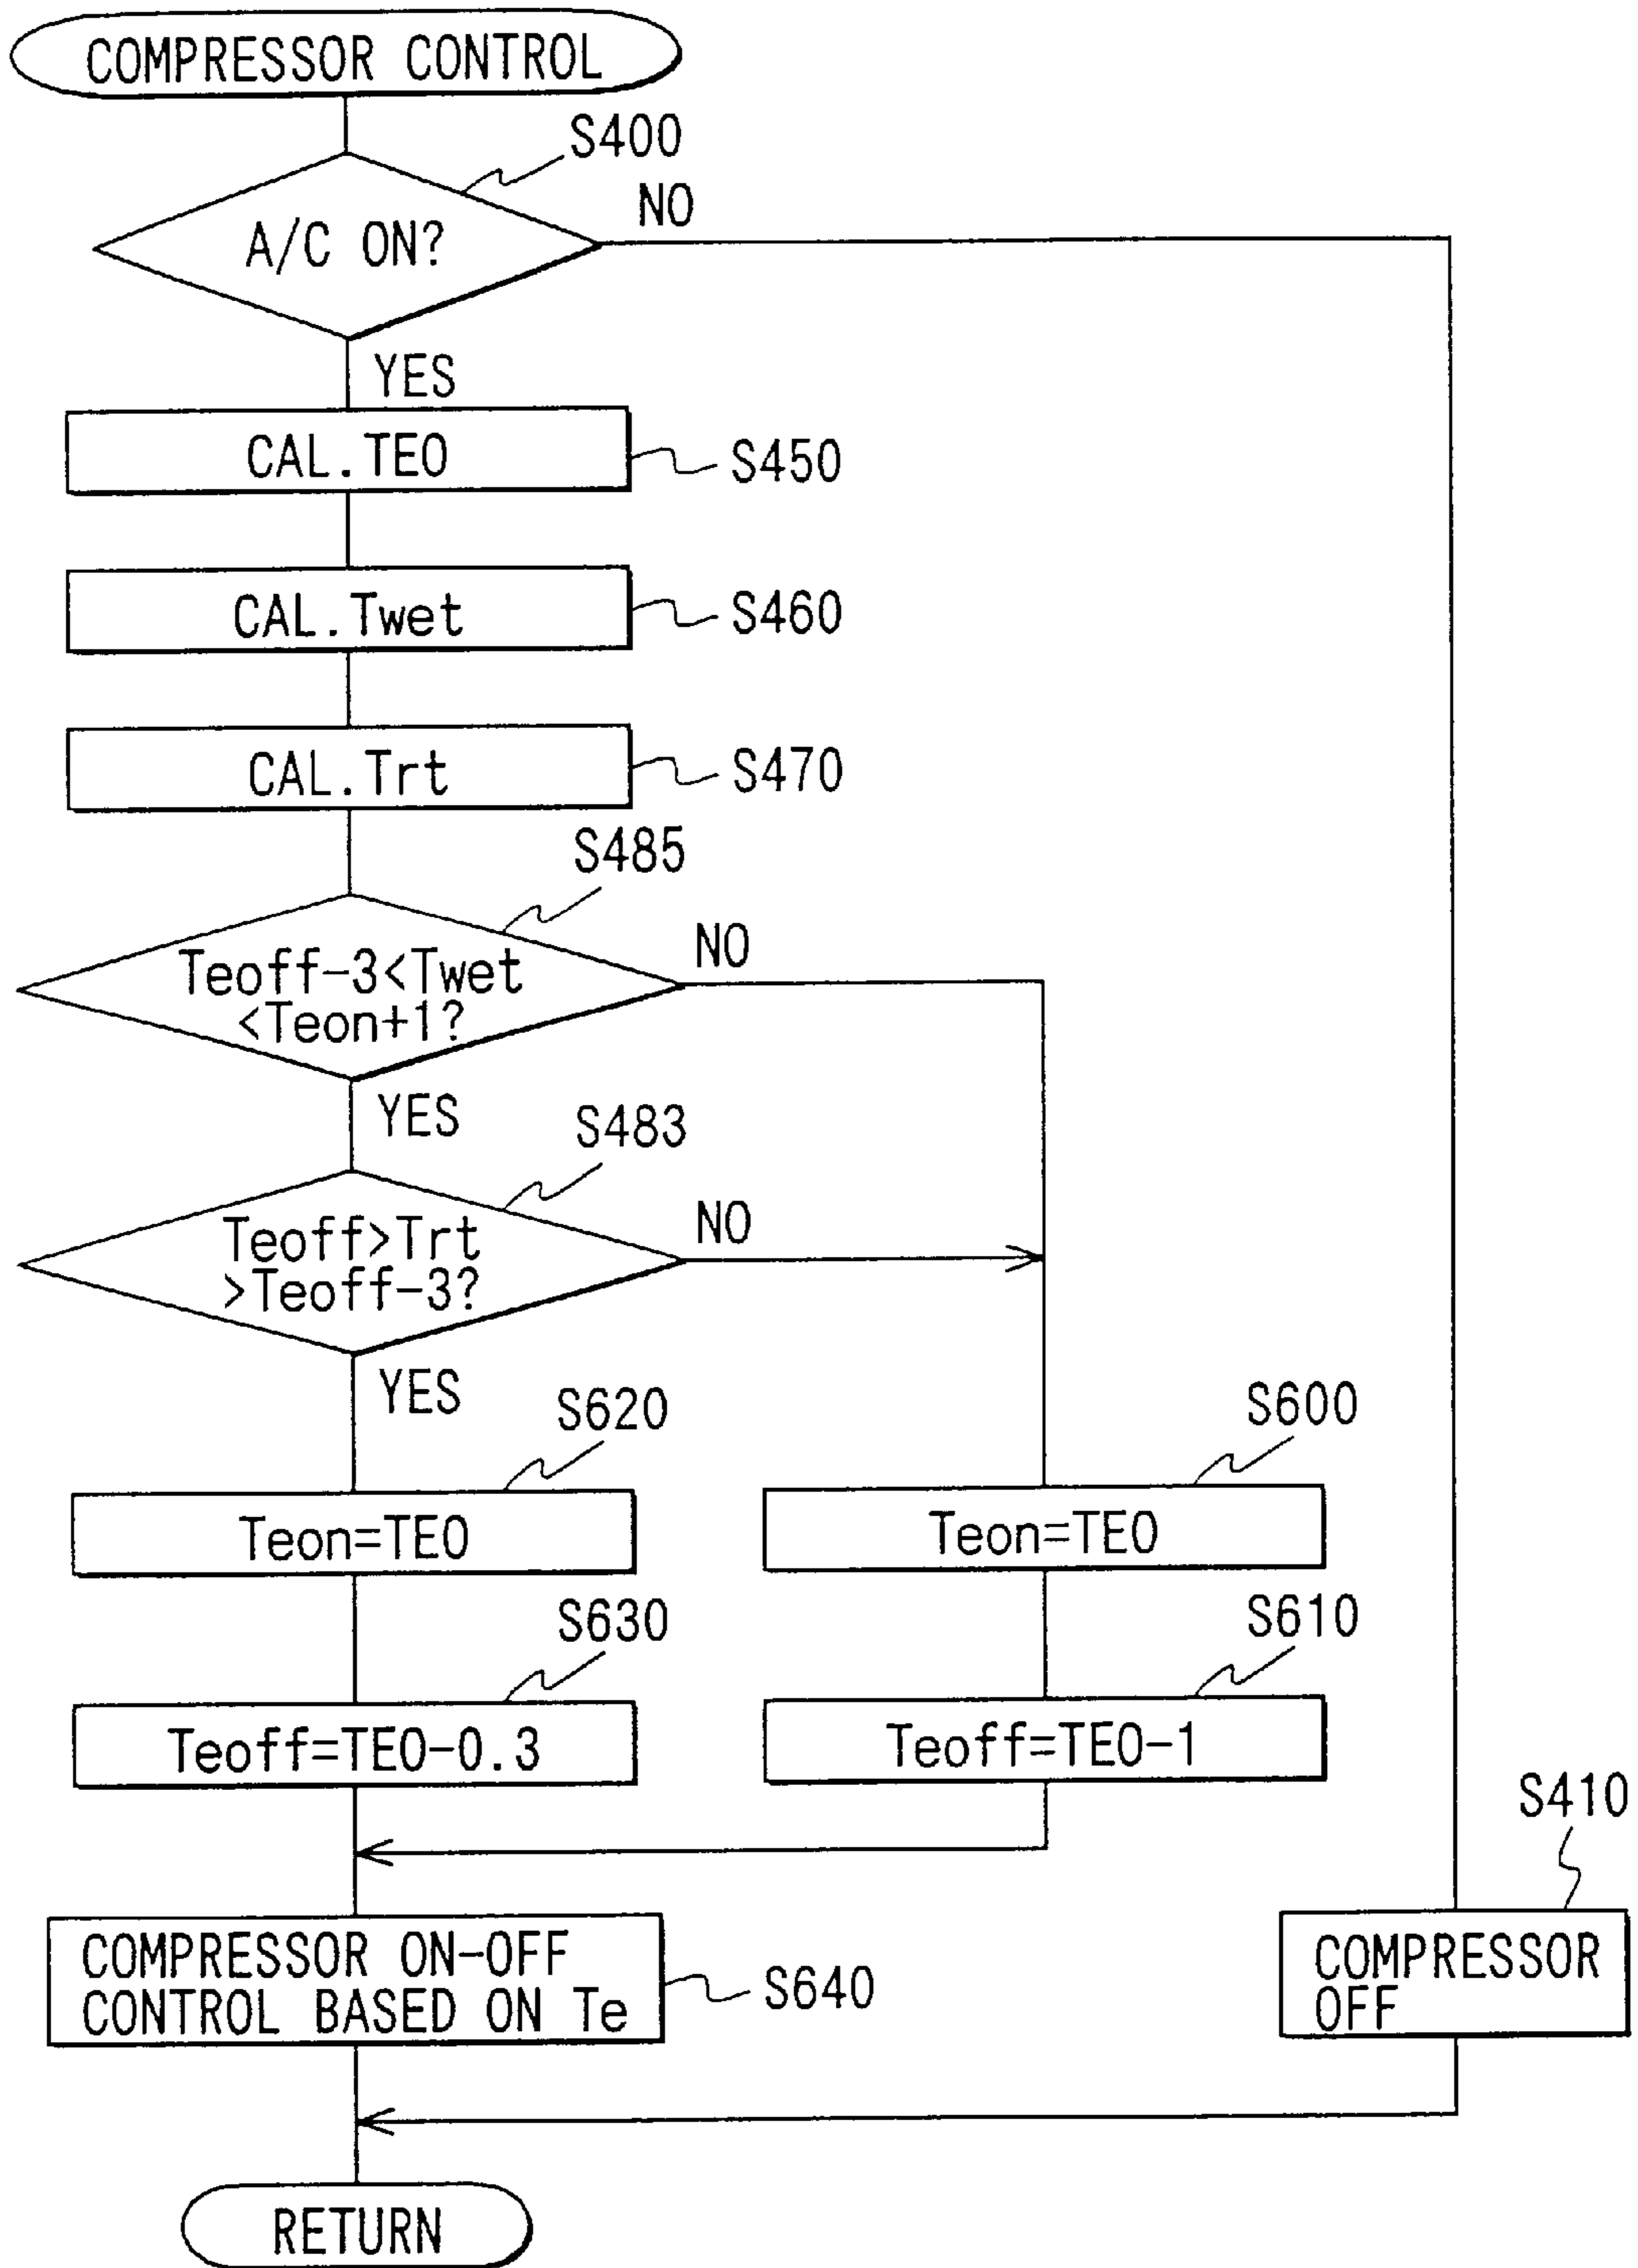 COMPRESSOR CONTROL
S400
A/C ON?
NO
YES
CAL.TEO
S450
CAL.Twet
S460
CAL.Trt
S470
S485
Teoff-3<Twet
<Teon+1?
NO
YES
S483
Teoff>Trt
>Teoff-3?
NO
YES
S620
Teon=TEO
S600
Teon=TEO
S630
Teoff=TEO-0.3
S610
Teoff=TEO-1
S410
COMPRESSOR ON-OFF
CONTROL BASED ON Te
S640
COMPRESSOR
OFF
RETURN